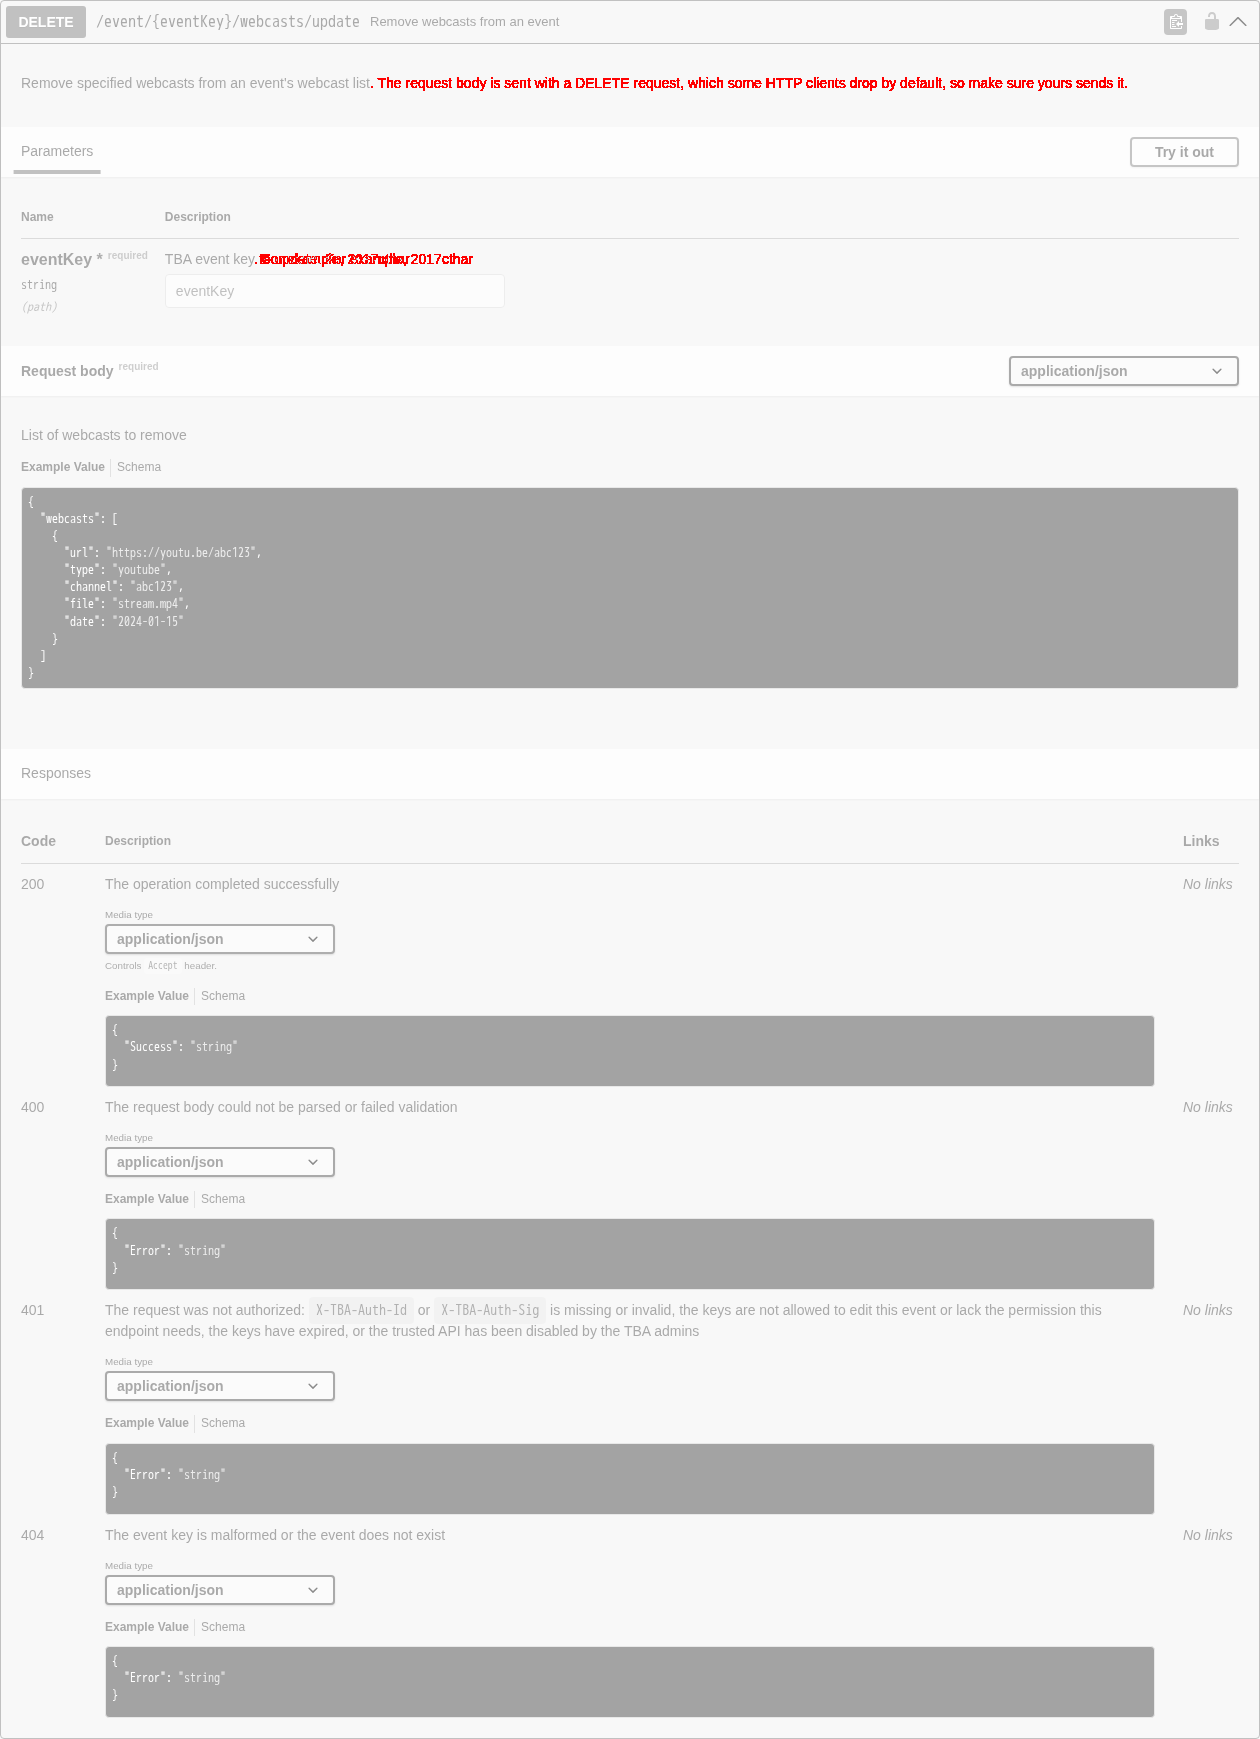 DELETE /event/{eventKey}/webcasts/update Remove webcasts from an event
Remove specified webcasts from an event's webcast list. The request body is sent with a DELETE request, which some HTTP clients drop by default, so make sure yours sends it.
Parameters
Try it out
Name Description
eventKey * required
string
(path)
TBA event key.
eventKey
Request body required
application/json
List of webcasts to remove
Example Value Schema
{
"webcasts": [
{
"url": "https://youtu.be/abc123",
"type": "youtube",
"channel": "abc123",
"file": "stream.mp4",
"date": "2024-01-15"
}
]
}
Responses
Code Description Links
200 The operation completed successfully No links
Media type
application/json
Controls Accept header.
Example Value Schema
{
"Success": "string"
}
400 The request body could not be parsed or failed validation No links
Media type
application/json
Example Value Schema
{
"Error": "string"
}
401 The request was not authorized: X-TBA-Auth-Id or X-TBA-Auth-Sig is missing or invalid, the keys are not allowed to edit this event or lack the permission this No links
endpoint needs, the keys have expired, or the trusted API has been disabled by the TBA admins
Media type
application/json
Example Value Schema
{
"Error": "string"
}
404 The event key is malformed or the event does not exist No links
Media type
application/json
Example Value Schema
{
"Error": "string"
}